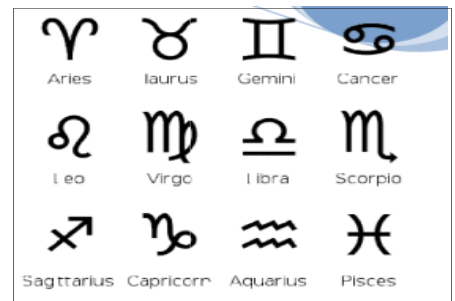 Aries Taurus Gemini Cancer
Leo Virgo Libra Scorpio
Sagittarius Capricorn Aquarius Pisces